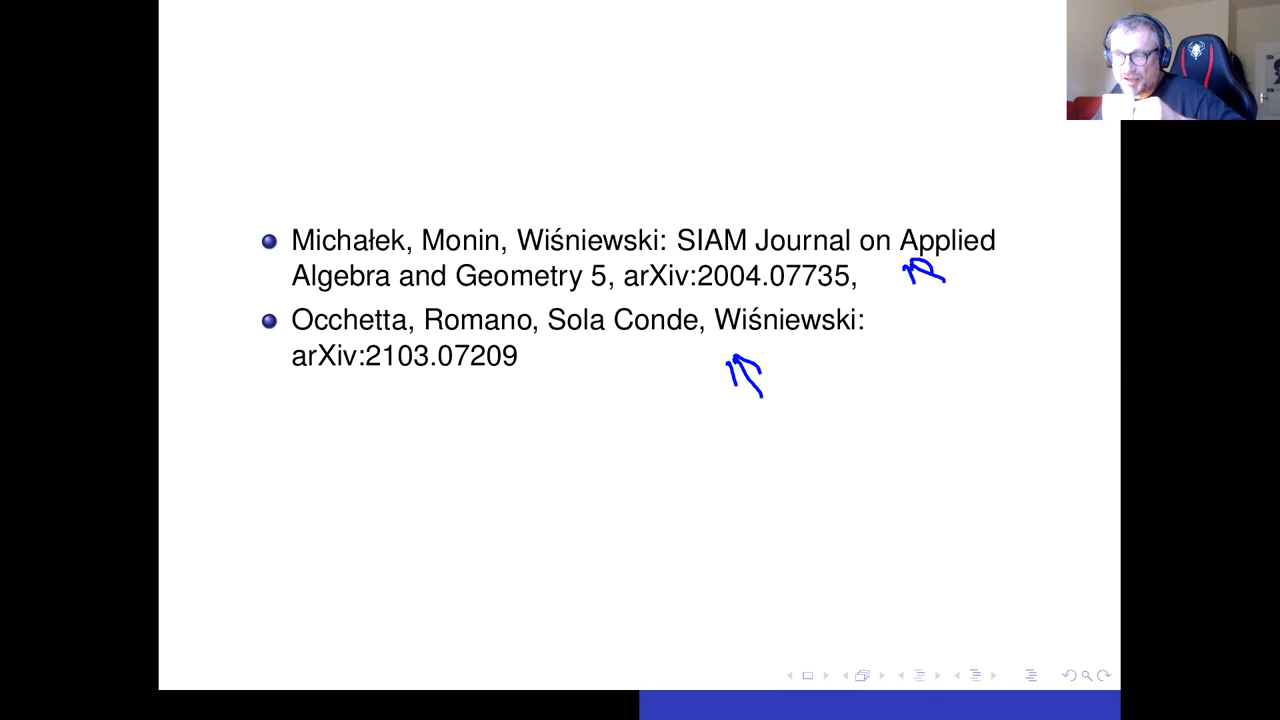 Michałek, Monin, Wiśniewski: SIAM Journal on Applied
Algebra and Geometry 5, arXiv:2004.07735,
Occhetta, Romano, Sola Conde, Wiśniewski:
arXiv:2103.07209